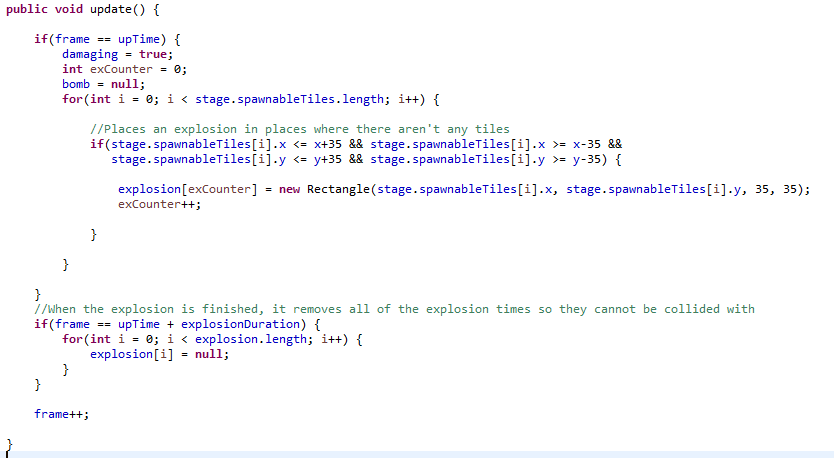 public void update() {
if(frame == upTime) {
damaging = true;
int exCounter = 0;
bomb = null;
for(int i = 0; i < stage.spawnableTiles.length; i++) {
//Places an explosion in places where there aren't any tiles
if(stage.spawnableTiles[i].x <= x+35 && stage.spawnableTiles[i].x >= x-35 &&
stage.spawnableTiles[i].y <= y+35 && stage.spawnableTiles[i].y >= y-35) {
explosion[exCounter] = new Rectangle(stage.spawnableTiles[i].x, stage.spawnableTiles[i].y, 35, 35);
exCounter++;
}
}
}
//When the explosion is finished, it removes all of the explosion times so they cannot be collided with
if(frame == upTime + explosionDuration) {
for(int i = 0; i < explosion.length; i++) {
explosion[i] = null;
}
}
frame++;
}